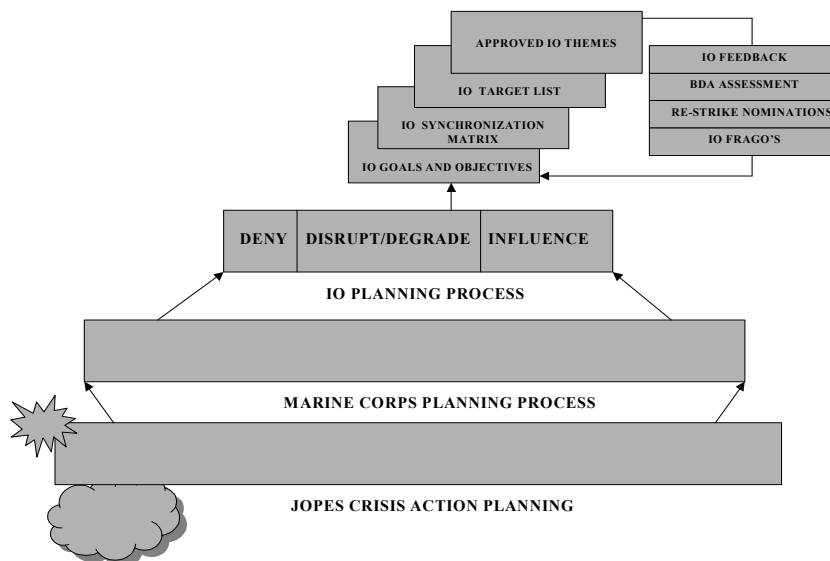 APPROVED IO THEMES
IO TARGET LIST
IO SYNCHRONIZATION
MATRIX
IO GOALS AND OBJECTIVES
IO FEEDBACK
BDA ASSESSMENT
RE-STRIKE NOMINATIONS
IO FRAGO'S
DENY
DISRUPT/DEGRADE
INFLUENCE
IO PLANNING PROCESS
MARINE CORPS PLANNING PROCESS
JOPES CRISIS ACTION PLANNING